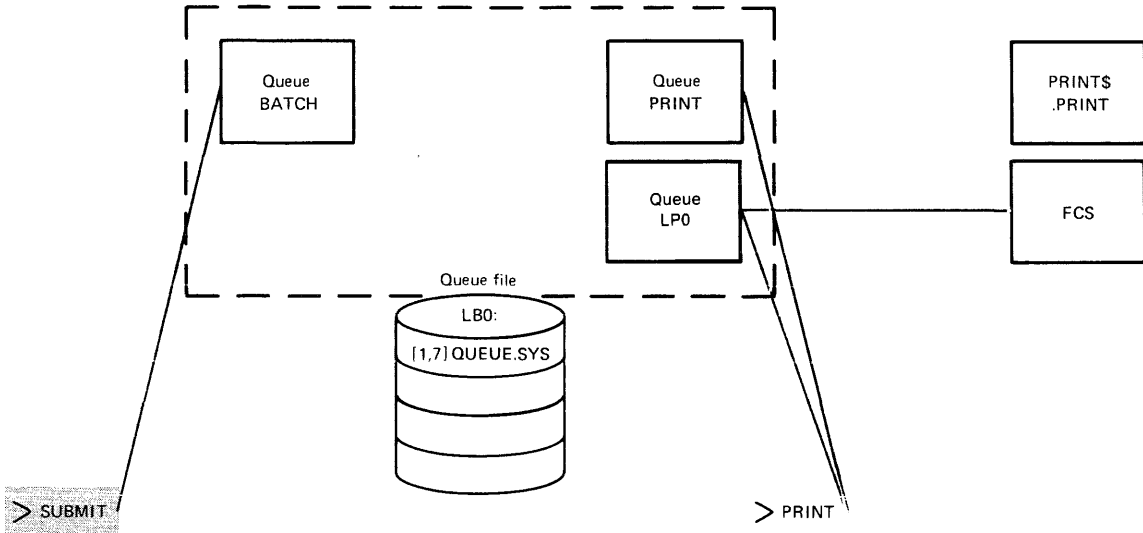 Queue
BATCH
Queue
PRINT
PRINT$
.PRINT
Queue
LP0
FCS
Queue file
LB0:
[1,7] QUEUE.SYS
> SUBMIT
> PRINT